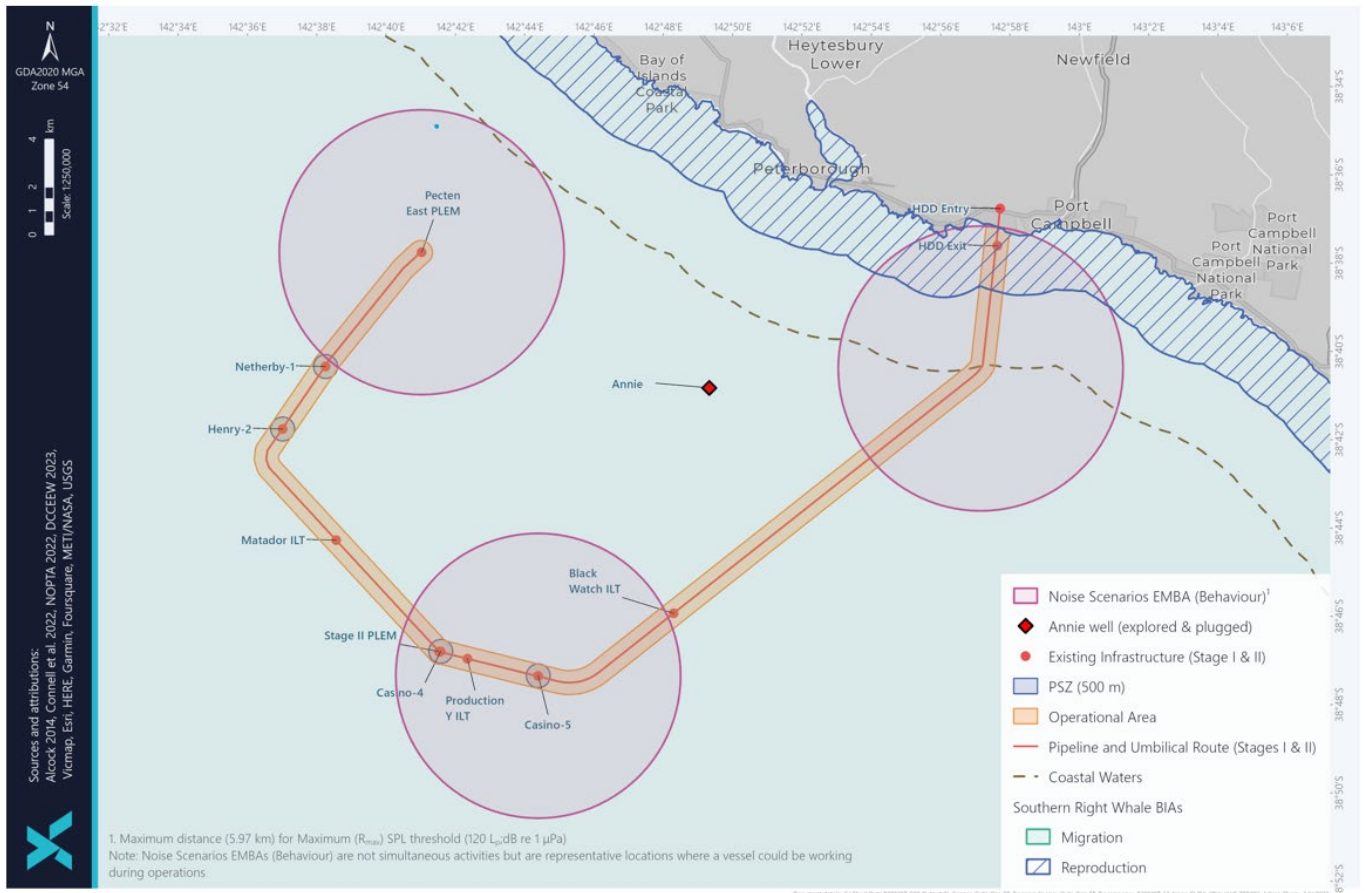 N
GDA2020 MGA
Zone 54
0 1 2 4 km
Scale: 1:250,000
Sources and attributions:
Alcock 2014, Connell et al. 2022, NOPTA 2022, DCCEEW 2023,
Vicmap, Esri, HERE, Garmin, Foursquare, METI/NASA, USGS
142°32'E 142°34'E 142°36'E 142°38'E 142°40'E 142°42'E 142°44'E 142°46'E 142°48'E 142°50'E 142°52'E 142°54'E 142°56'E 142°58'E 143°E 143°2'E 143°4'E 143°6'E
38°34'S
38°36'S
38°38'S
38°40'S
38°42'S
38°44'S
38°46'S
38°48'S
38°50'S
38°52'S
Heytesbury
Lower
Newfield
Bay of
Islands
Coastal
Park
Peterborough
HDD Entry
Port
Campbell
HDD Exit
Port
Campbell
National
Park
Port
Campbell
National
Park
Pecten
East PLEM
Netherby-1
Annie
Henry-2
Matador ILT
Black
Watch ILT
Stage II PLEM
Casino-4
Production
Y ILT
Casino-5
Noise Scenarios EMBA (Behaviour)¹
Annie well (explored & plugged)
Existing Infrastructure (Stage I & II)
PSZ (500 m)
Operational Area
Pipeline and Umbilical Route (Stages I & II)
Coastal Waters
Southern Right Whale BIAs
Migration
Reproduction
1. Maximum distance (5.97 km) for Maximum (Rmax) SPL threshold (120 Lp;dB re 1 μPa)
Note: Noise Scenarios EMBAs (Behaviour) are not simultaneous activities but are representative locations where a vessel could be working
during operations